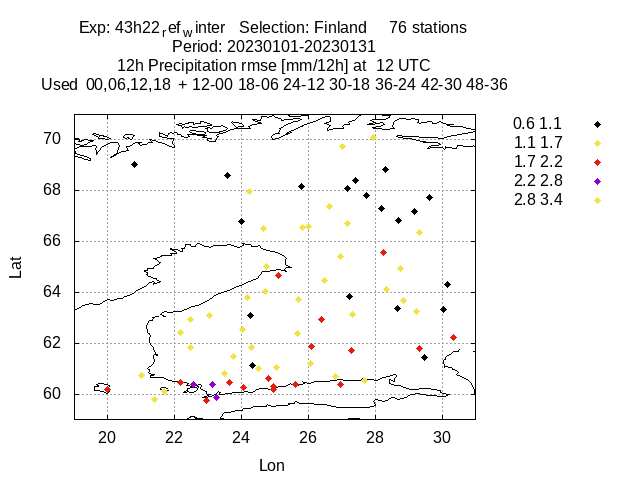 Exp: 43h22refwinter Selection: Finland 76 stations
Period: 20230101-20230131
12h Precipitation rmse [mm/12h] at 12 UTC
Used 00,06,12,18 + 12-00 18-06 24-12 30-18 36-24 42-30 48-36
0.6 1.1
1.1 1.7
1.7 2.2
2.2 2.8
2.8 3.4
70
68
66
64
62
60
Lat
20 22 24 26 28 30
Lon